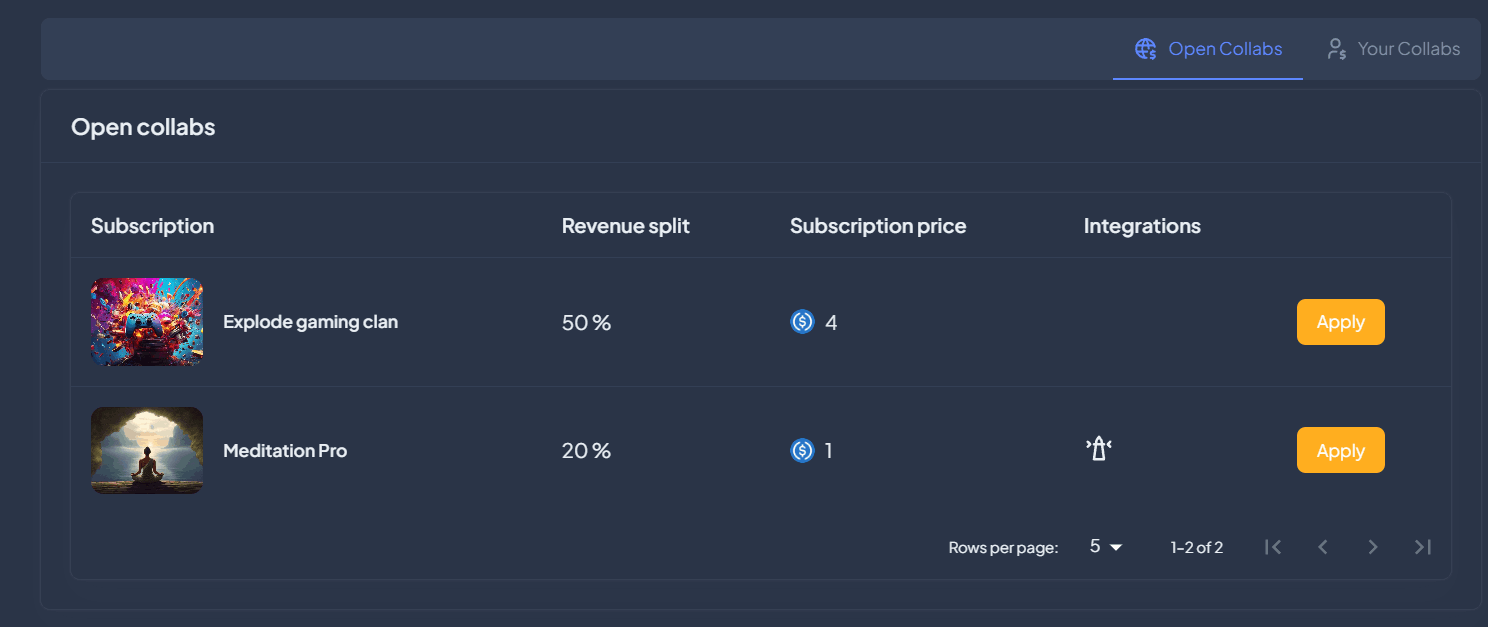 Open Collabs Your Collabs
Open collabs
Subscription Revenue split Subscription price Integrations
Explode gaming clan 50 % 4 Apply
Meditation Pro 20 % 1 Apply
Rows per page: 5 1-2 of 2